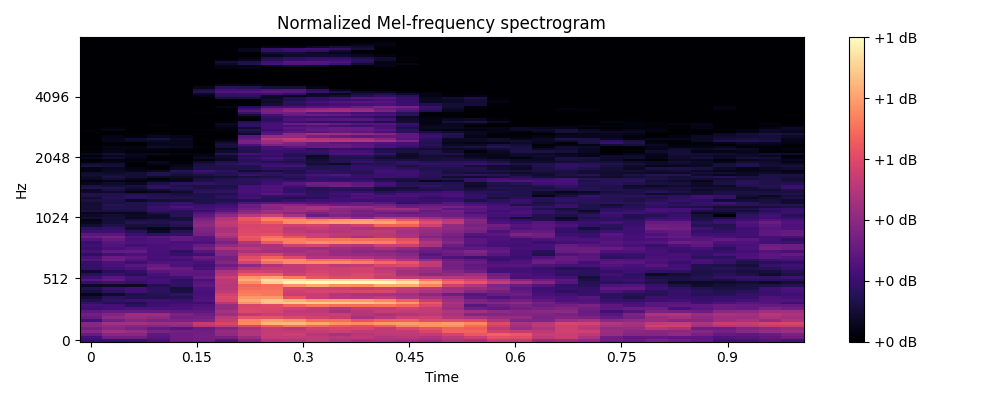 Normalized Mel-frequency spectrogram
+1 dB
4096
+1 dB
2048
+1 dB
Hz
1024
+0 dB
512
+0 dB
0
+0 dB
0 0.15 0.3 0.45 0.6 0.75 0.9
Time